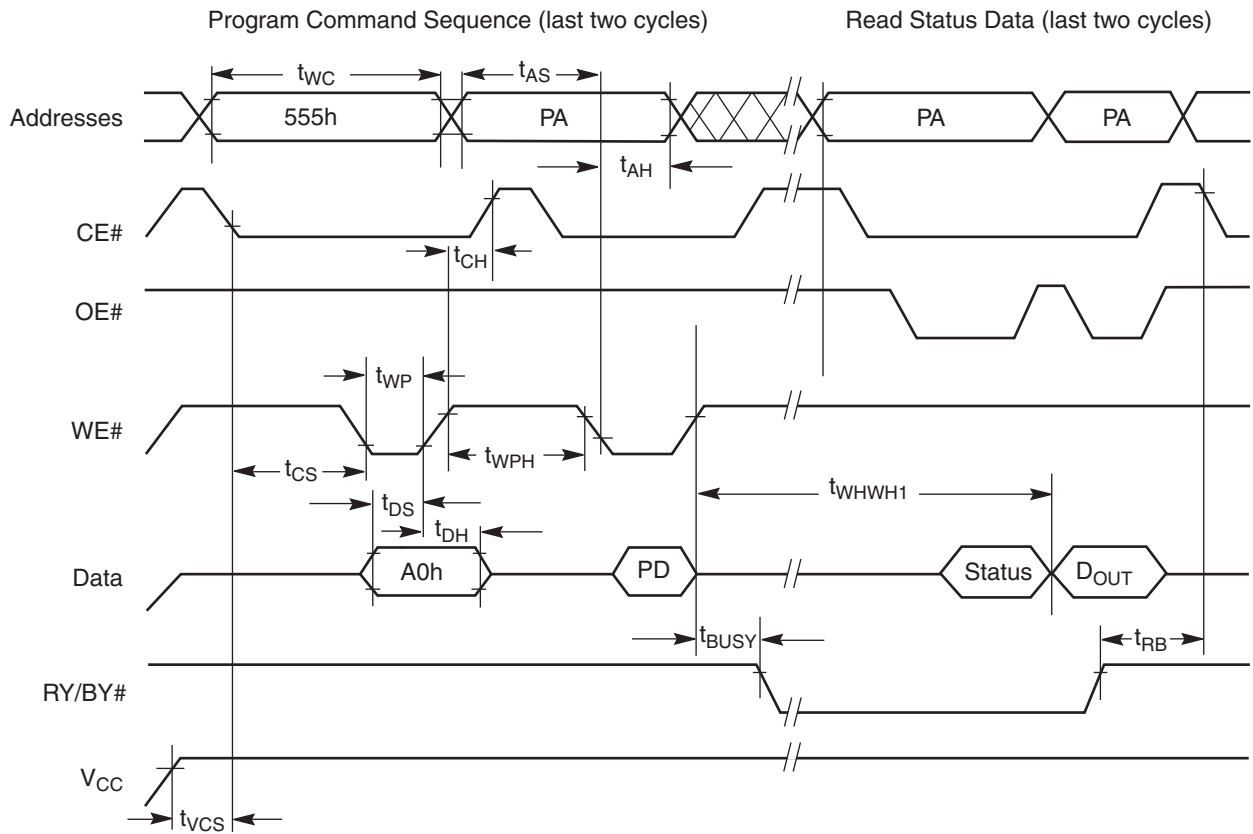 Program Command Sequence (last two cycles)
Read Status Data (last two cycles)
tWC
tAS
Addresses
555h
PA
PA
PA
tAH
CE#
tCH
OE#
tWP
WE#
tCS
tWPH
tWHWH1
tDS
tDH
Data
A0h
PD
Status
DOUT
tBUSY
tRB
RY/BY#
VCC
tVCS